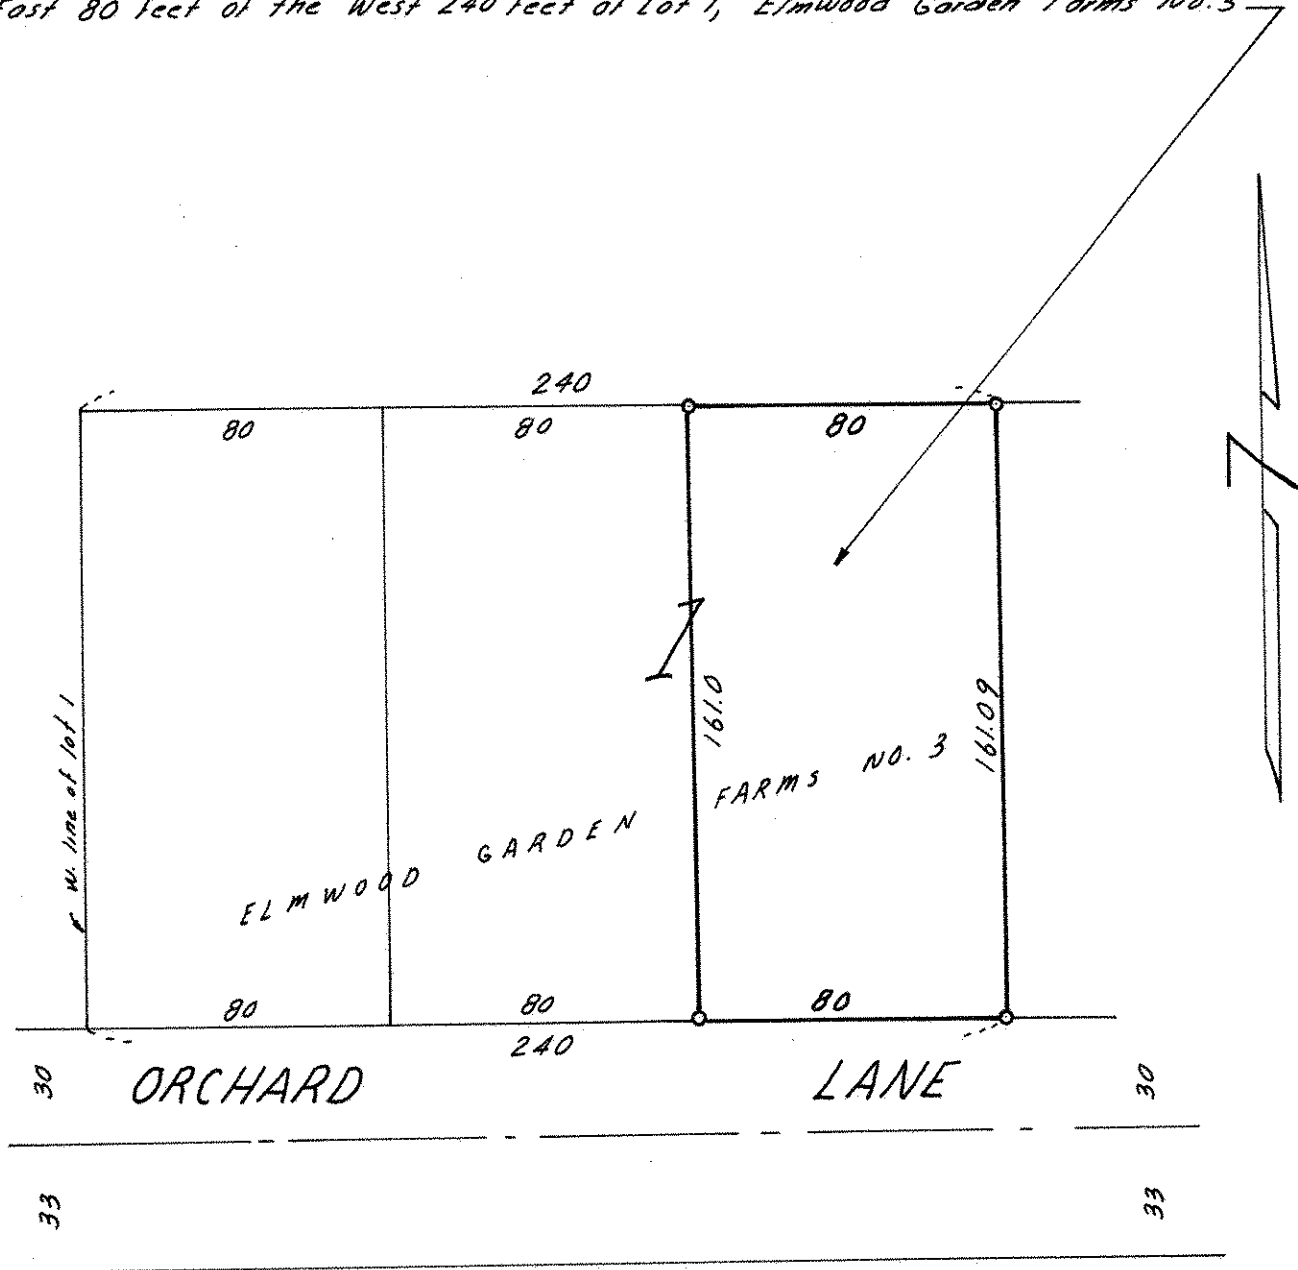 East 80 feet of the West 240 feet of Lot 1, Elmwood Garden Farms No.3
240
80 80 80
1
161.0
161.09
w. line of lot 1
ELMWOOD GARDEN FARMS NO. 3
80 80 80
240
30 ORCHARD LANE 30
33 33